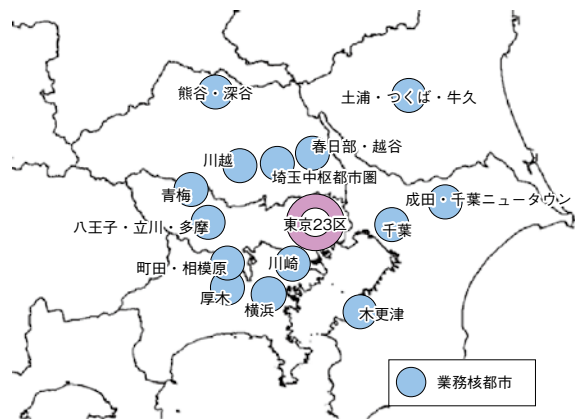 熊谷・深谷
土浦・つくば・牛久
春日部・越谷
川越
埼玉中枢都市圏
青梅
成田・千葉ニュータウン
八王子・立川・多摩
東京23区
千葉
町田・相模原
川崎
厚木
横浜
木更津
業務核都市